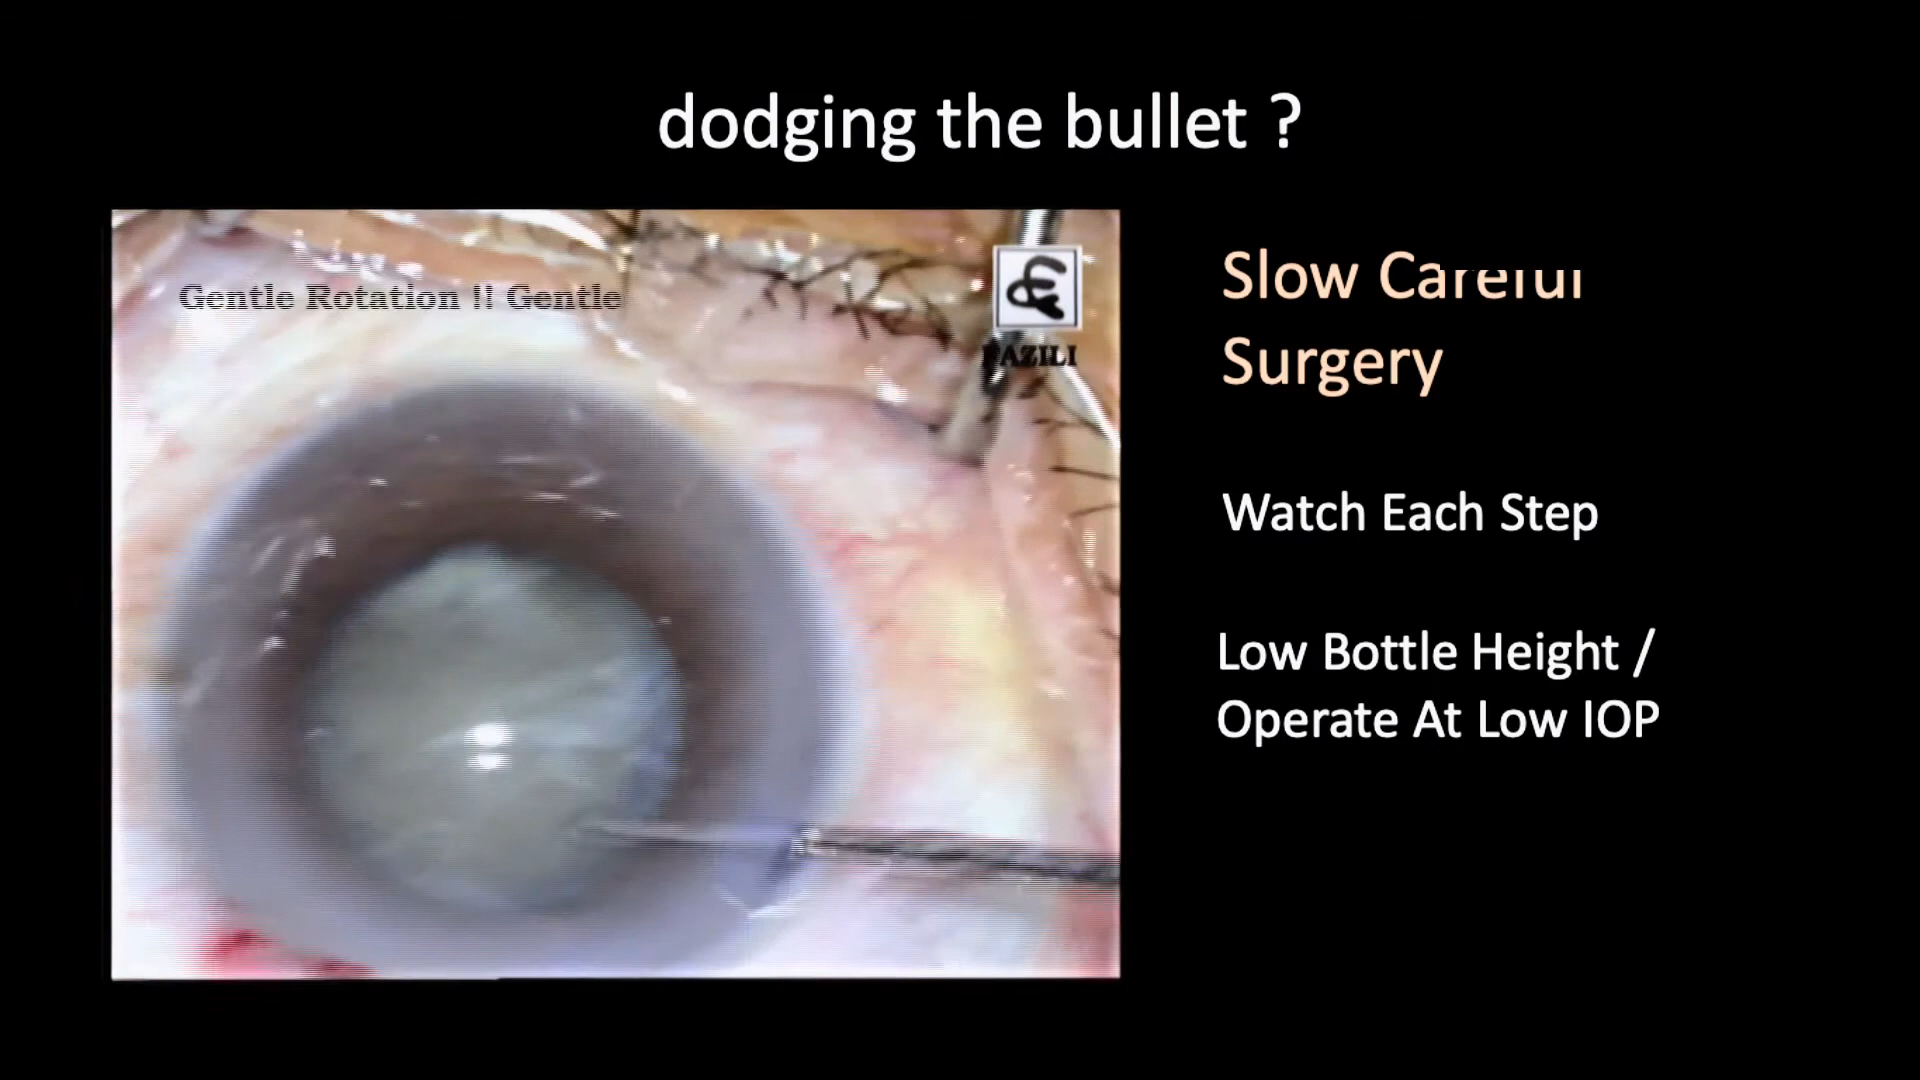 dodging the bullet ?
Gentle Rotation !! Gentle
FAZILI
Slow Careful
Surgery
Watch Each Step
Low Bottle Height /
Operate At Low IOP